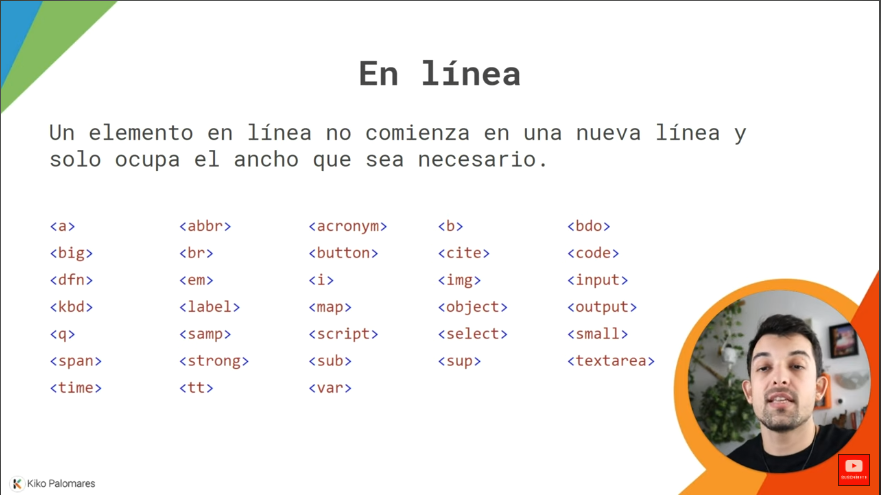 En línea
Un elemento en línea no comienza en una nueva línea y
solo ocupa el ancho que sea necesario.
<a> <abbr> <acronym> <b> <bdo>
<big> <br> <button> <cite> <code>
<dfn> <em> <i> <img> <input>
<kbd> <label> <map> <object> <output>
<q> <samp> <script> <select> <small>
<span> <strong> <sub> <sup> <textarea>
<time> <tt> <var>
Kiko Palomares